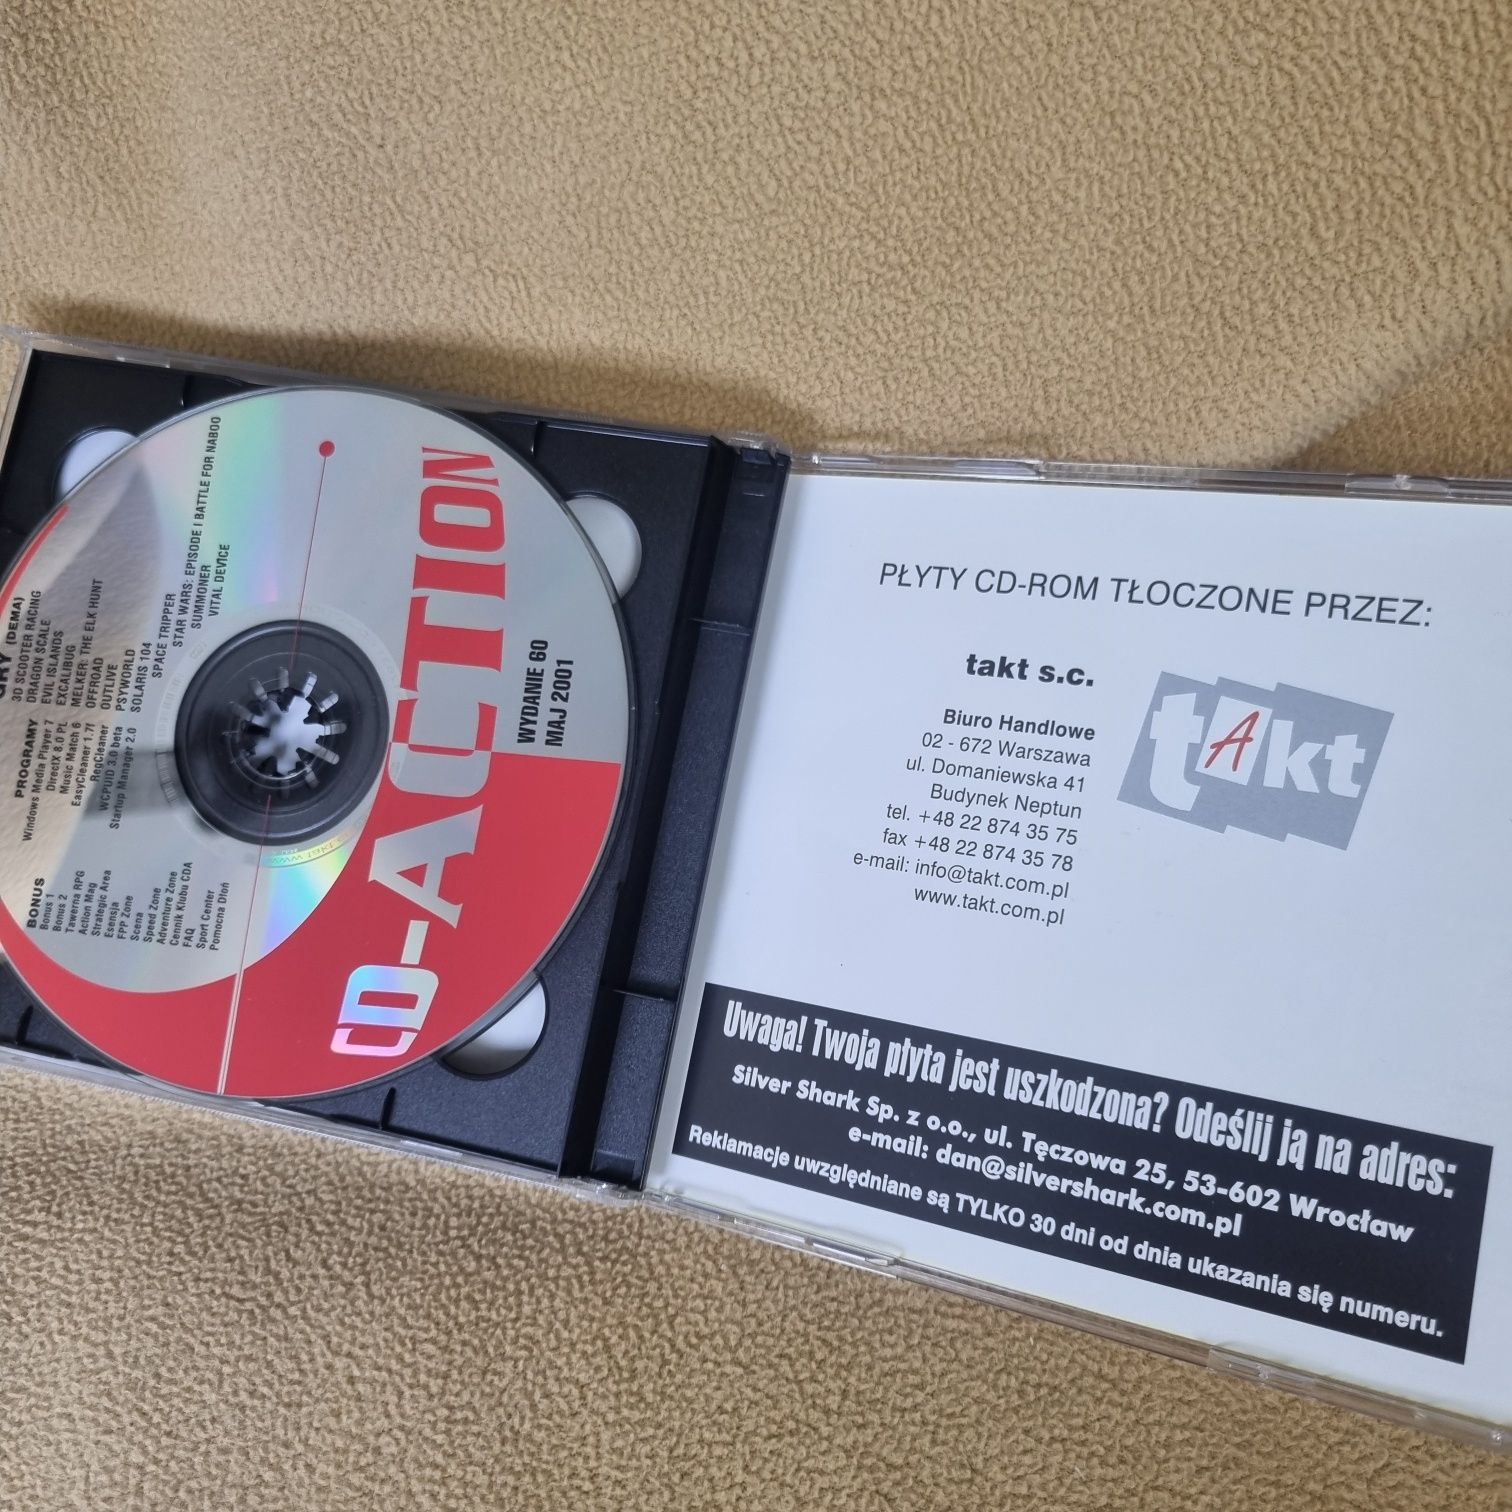 CD-ACTION
WYDANIE 60
MAJ 2001
GRY (DEMA)
3D SCOOTER RACING
DRAGON SCALE
EVIL ISLANDS
EXCALIBUG
MELKER: THE ELK HUNT
OFFROAD
OUTLIVE
PSYWORLD
SOLARIS 104
SPACE TRIPPER
STAR WARS: EPISODE I BATTLE FOR NABOO
SUMMONER
VITAL DEVICE
PROGRAMY
Windows Media Player 7
DirectX 8.0 PL
Music Match 6
EasyCleaner 1.7f
RegCleaner
WCPUID 3.0 beta
Startup Manager 2.0
BONUS
Bonus 1
Bonus 2
Tawerna RPG
Action Mag
Strategic Area
Esensja
FPP Zone
Scena
Speed Zone
Adventure Zone
Cennik Klubu CDA
FAQ
Sport Center
Pomocna Dłoń
PŁYTY CD-ROM TŁOCZONE PRZEZ:
takt s.c.
Biuro Handlowe
02 - 672 Warszawa
ul. Domaniewska 41
Budynek Neptun
tel. +48 22 874 35 75
fax +48 22 874 35 78
e-mail: info@takt.com.pl
www.takt.com.pl
tAkt
Uwaga! Twoja płyta jest uszkodzona? Odeślij ją na adres:
Silver Shark Sp. z o.o., ul. Tęczowa 25, 53-602 Wrocław
e-mail: dan@silvershark.com.pl
Reklamacje uwzględniane są TYLKO 30 dni od dnia ukazania się numeru.